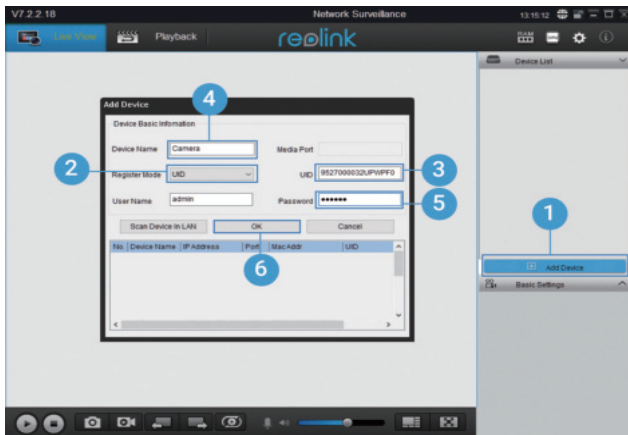 V7.2.2.18 Network Surveillance 13:15:12
Live View Playback reolink
Device List
Add Device
4
Device Basic Infomation
Device Name Camera Media Port
2 Register Mode UID UID 9527000032UPWPF0 3
User Name admin Password ●●●●●● 5
1
Scan Device in LAN OK Cancel
No. Device Name IP Address Port Mac Addr UID
6
Add Device
Basic Settings